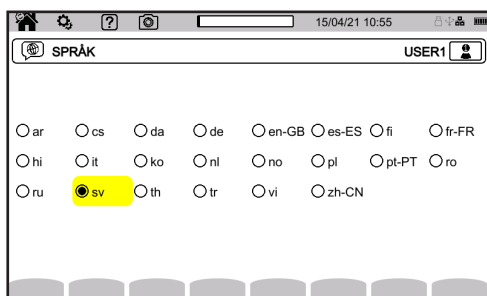 ? 15/04/21 10:55
SPRÅK USER1
ar cs da de en-GB es-ES fi fr-FR
hi it ko nl no pl pt-PT ro
ru sv th tr vi zh-CN